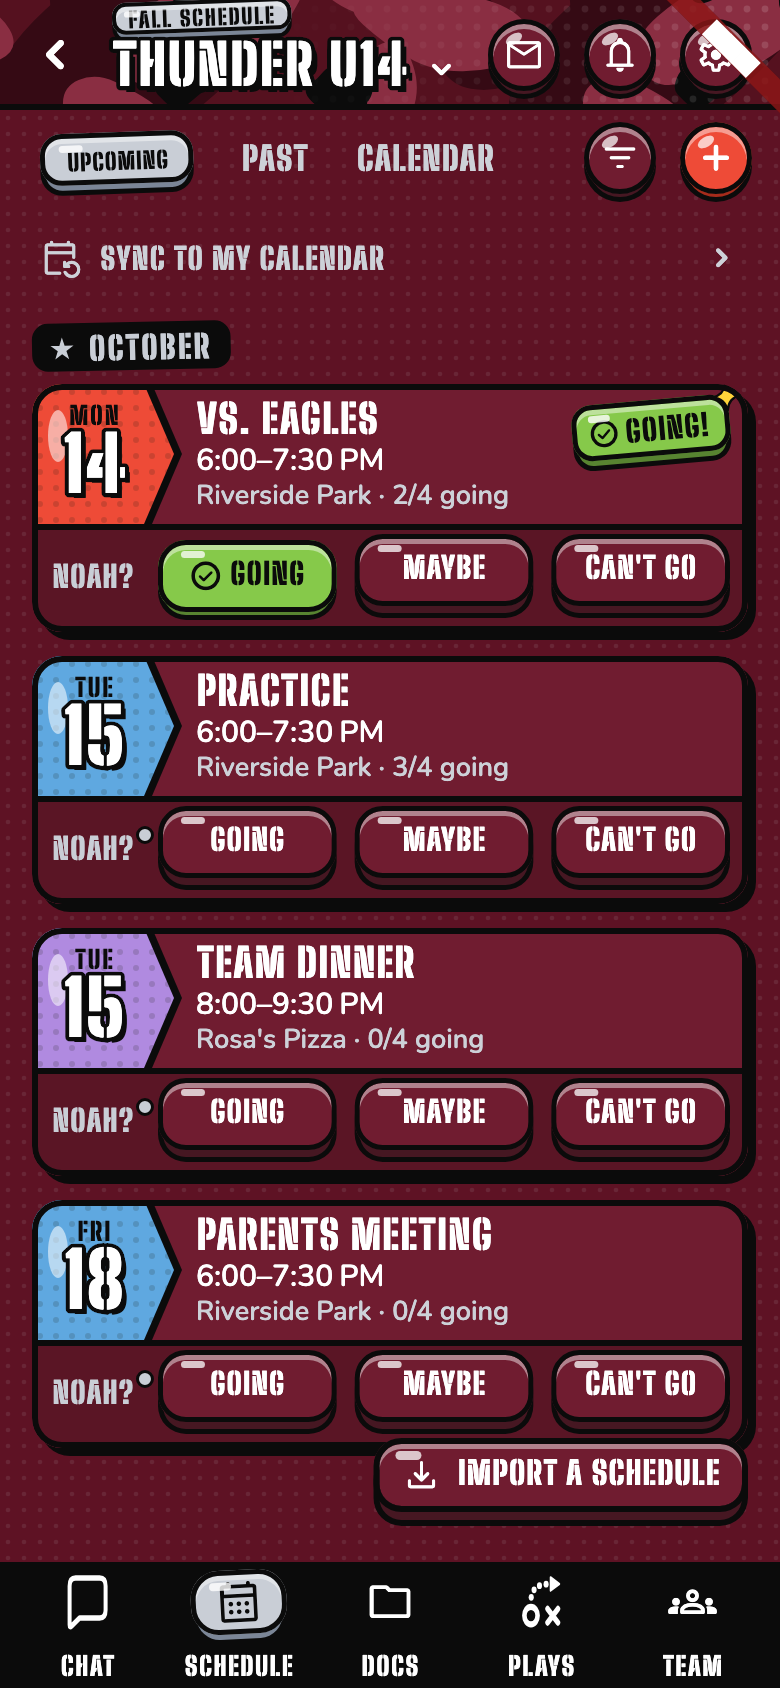 FALL SCHEDULE
THUNDER U14
UPCOMING
PAST
CALENDAR
SYNC TO MY CALENDAR
★ OCTOBER
MON
14
VS. EAGLES
6:00–7:30 PM
Riverside Park · 2/4 going
GOING!
NOAH?
GOING
MAYBE
CAN'T GO
TUE
15
PRACTICE
6:00–7:30 PM
Riverside Park · 3/4 going
NOAH?
GOING
MAYBE
CAN'T GO
TUE
15
TEAM DINNER
8:00–9:30 PM
Rosa's Pizza · 0/4 going
NOAH?
GOING
MAYBE
CAN'T GO
FRI
18
PARENTS MEETING
6:00–7:30 PM
Riverside Park · 0/4 going
NOAH?
GOING
MAYBE
CAN'T GO
IMPORT A SCHEDULE
CHAT
SCHEDULE
DOCS
PLAYS
TEAM